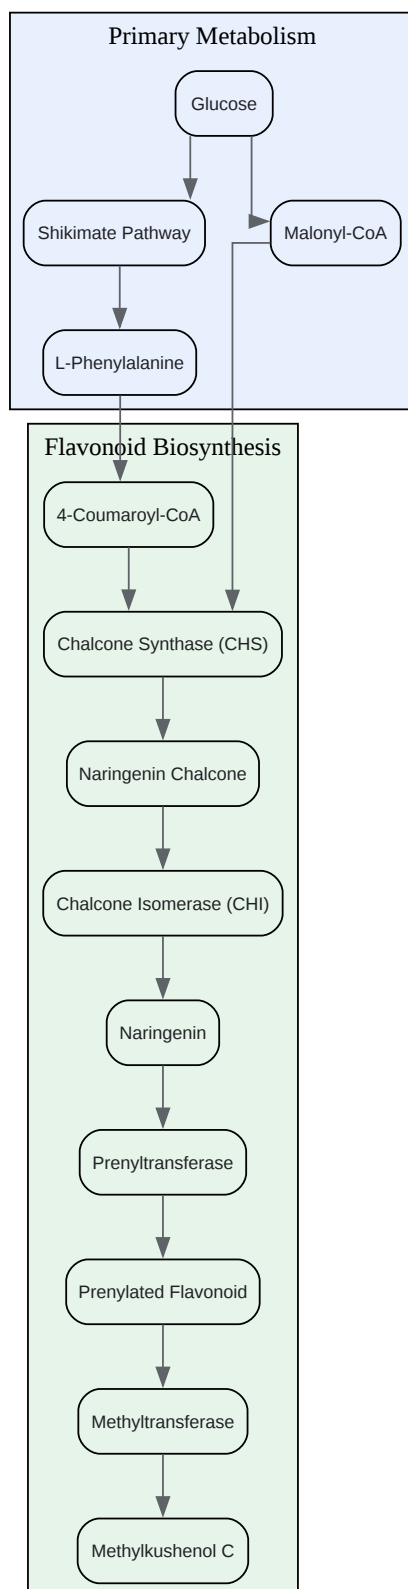 Primary Metabolism
Glucose
Shikimate Pathway
Malonyl-CoA
L-Phenylalanine
Flavonoid Biosynthesis
4-Coumaroyl-CoA
Chalcone Synthase (CHS)
Naringenin Chalcone
Chalcone Isomerase (CHI)
Naringenin
Prenyltransferase
Prenylated Flavonoid
Methyltransferase
Methylkushenol C